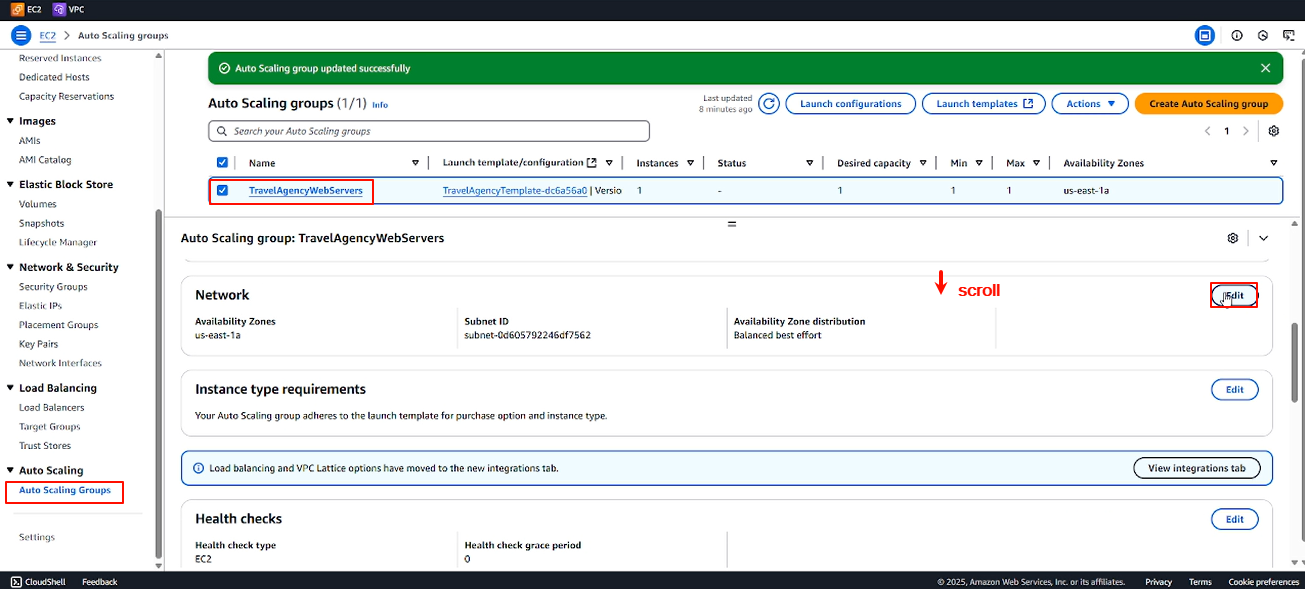 EC2 VPC
EC2 > Auto Scaling groups
Reserved Instances
Dedicated Hosts
Capacity Reservations
Images
AMIs
AMI Catalog
Elastic Block Store
Volumes
Snapshots
Lifecycle Manager
Network & Security
Security Groups
Elastic IPs
Placement Groups
Key Pairs
Network Interfaces
Load Balancing
Load Balancers
Target Groups
Trust Stores
Auto Scaling
Auto Scaling Groups
Settings
Auto Scaling group updated successfully
Auto Scaling groups (1/1) Info
Last updated
8 minutes ago
Launch configurations
Launch templates
Actions
Create Auto Scaling group
Search your Auto Scaling groups
1
Name Launch template/configuration Instances Status Desired capacity Min Max Availability Zones
TravelAgencyWebServers TravelAgencyTemplate-dc6a56a0 | Versio 1 - 1 1 1 us-east-1a
Auto Scaling group: TravelAgencyWebServers
scroll
Network Edit
Availability Zones Subnet ID Availability Zone distribution
us-east-1a subnet-0d605792246df7562 Balanced best effort
Instance type requirements Edit
Your Auto Scaling group adheres to the launch template for purchase option and instance type.
Load balancing and VPC Lattice options have moved to the new integrations tab. View integrations tab
Health checks Edit
Health check type Health check grace period
EC2 0
CloudShell Feedback © 2025, Amazon Web Services, Inc. or its affiliates. Privacy Terms Cookie preferences